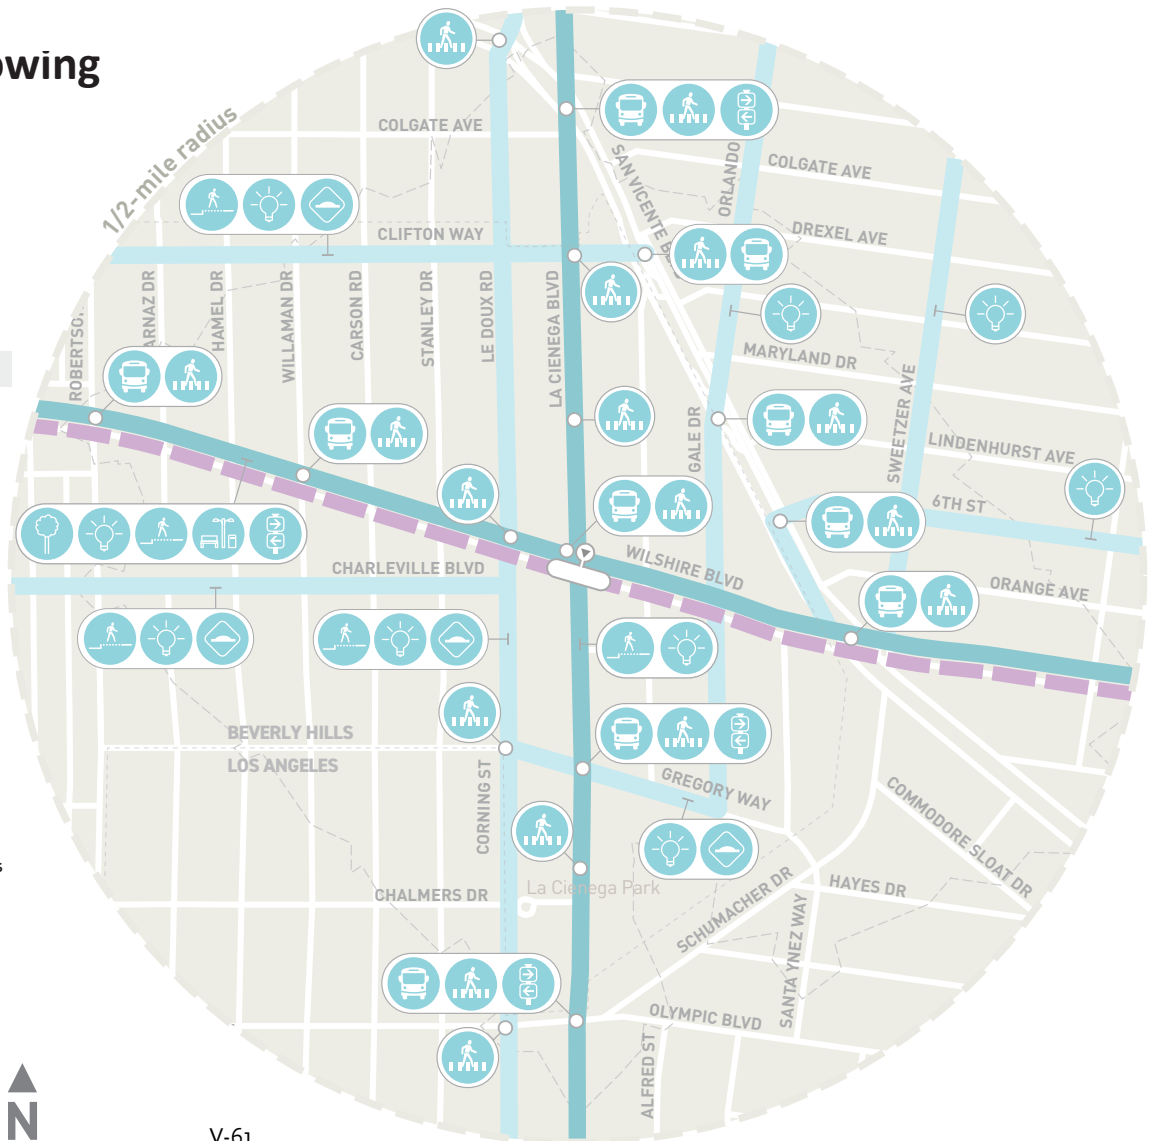 owing
1/2-mile radius
COLGATE AVE
SAN VICENTE B
ORLANDO
COLGATE AVE
CLIFTON WAY
DREXEL AVE
ROBERTSO
ARNAZ DR
HAMEL DR
WILLAMAN DR
CARSON RD
STANLEY DR
LE DOUX RD
LA CIENEGA BLVD
MARYLAND DR
GALE DR
SWEETZER AVE
LINDENHURST AVE
6TH ST
WILSHIRE BLVD
CHARLEVILLE BLVD
ORANGE AVE
BEVERLY HILLS
LOS ANGELES
CORNING ST
GREGORY WAY
COMMODORE SLOAT DR
s
La Cienega Park
CHALMERS DR
SCHUMACHER DR
HAYES DR
SANTA YNEZ WAY
OLYMPIC BLVD
ALFRED ST
N
V-61